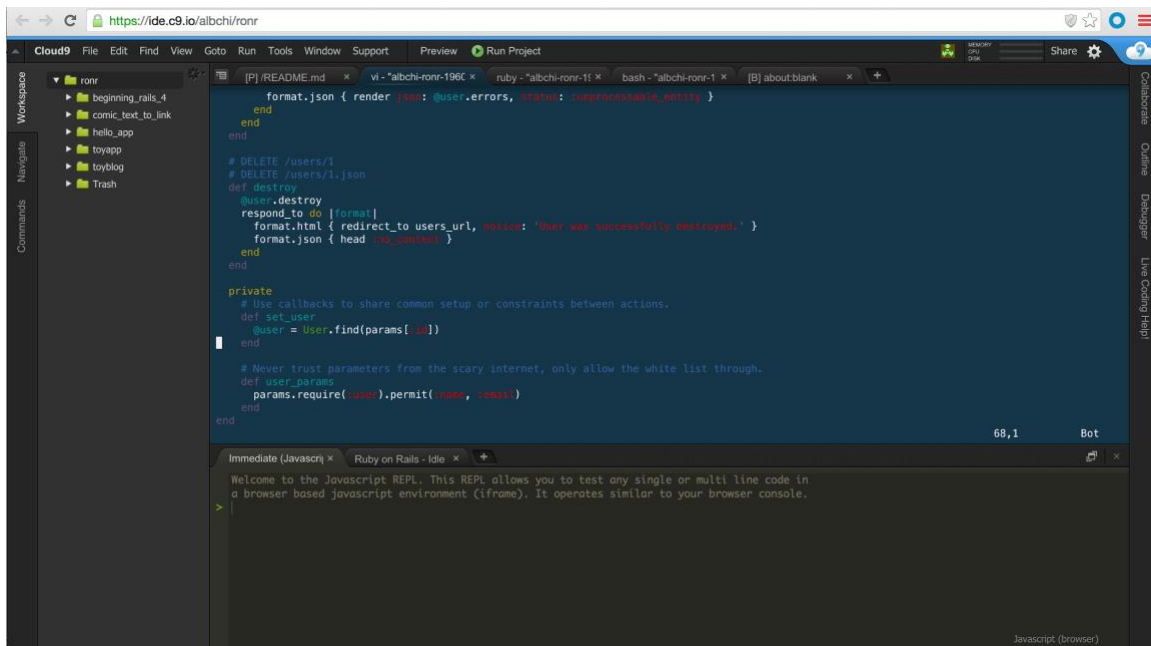 https://ide.c9.io/albchi/ronr
Cloud9 File Edit Find View Goto Run Tools Window Support Preview Run Project MEMORY CPU DISK Share
Workspace
Navigate
Commands
ronr
beginning_rails_4
comic_text_to_link
hello_app
toyapp
toyblog
Trash
[P] /README.md × vi - "albchi-ronr-1960 × ruby - "albchi-ronr-19 × bash - "albchi-ronr-1 × [B] about:blank × +
format.json { render json: @user.errors, status: :unprocessable_entity }
end
end
end
# DELETE /users/1
# DELETE /users/1.json
def destroy
@user.destroy
respond_to do |format|
format.html { redirect_to users_url, notice: 'User was successfully destroyed.' }
format.json { head :no_content }
end
end
private
# Use callbacks to share common setup or constraints between actions.
def set_user
@user = User.find(params[:id])
end
# Never trust parameters from the scary internet, only allow the white list through.
def user_params
params.require(:user).permit(:name, :email)
end
end
68,1 Bot
Immediate (Javascrip × Ruby on Rails - Idle × +
Welcome to the Javascript REPL. This REPL allows you to test any single or multi line code in
a browser based javascript environment (iframe). It operates similar to your browser console.
>
Javascript (browser)
Collaborate
Outline
Debugger
Live Coding Help!